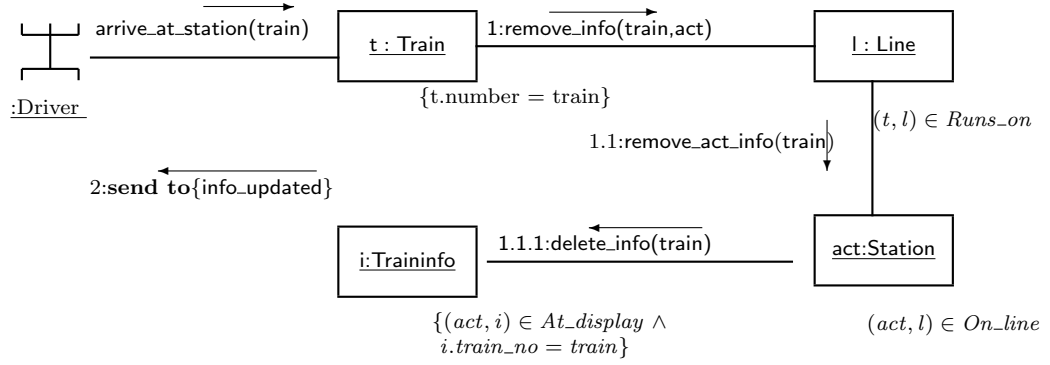 arrive_at_station(train)
1:remove_info(train,act)
t : Train
l : Line
:Driver
{t.number = train}
(t, l) ∈ Runs_on
1.1:remove_act_info(train)
2:send to{info_updated}
1.1.1:delete_info(train)
i:Traininfo
act:Station
{(act, i) ∈ At_display ∧
i.train_no = train}
(act, l) ∈ On_line